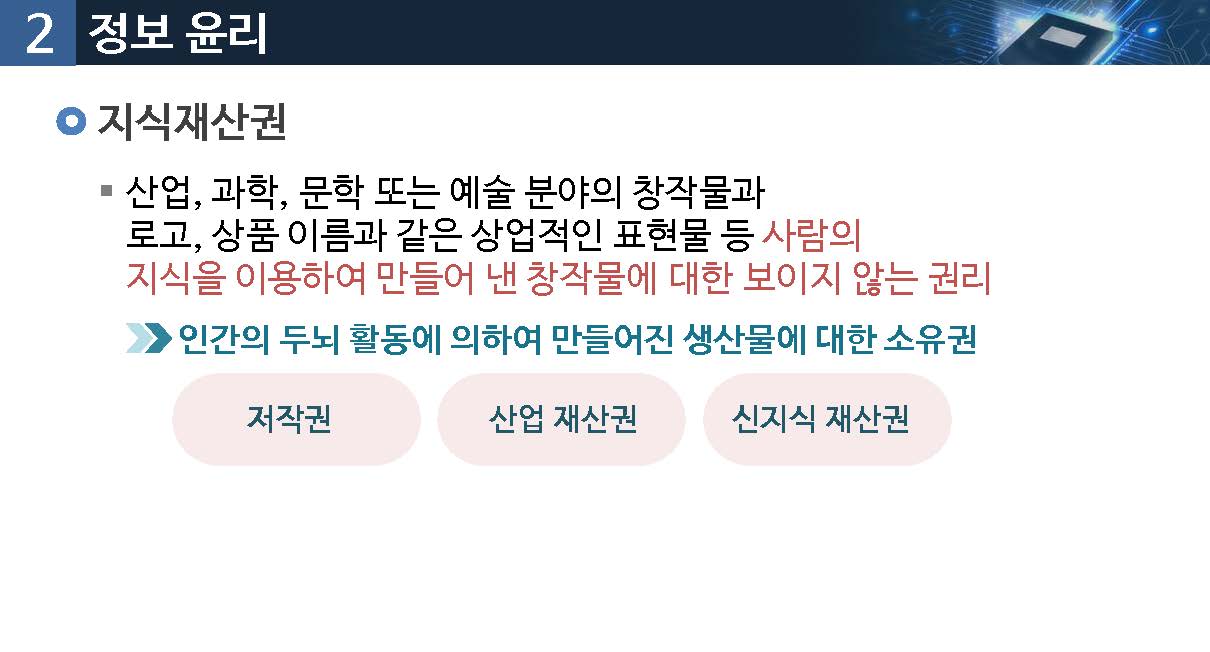 2 정보 윤리
지식재산권
산업, 과학, 문학 또는 예술 분야의 창작물과
로고, 상품 이름과 같은 상업적인 표현물 등 사람의
지식을 이용하여 만들어 낸 창작물에 대한 보이지 않는 권리
인간의 두뇌 활동에 의하여 만들어진 생산물에 대한 소유권
저작권
산업 재산권
신지식 재산권